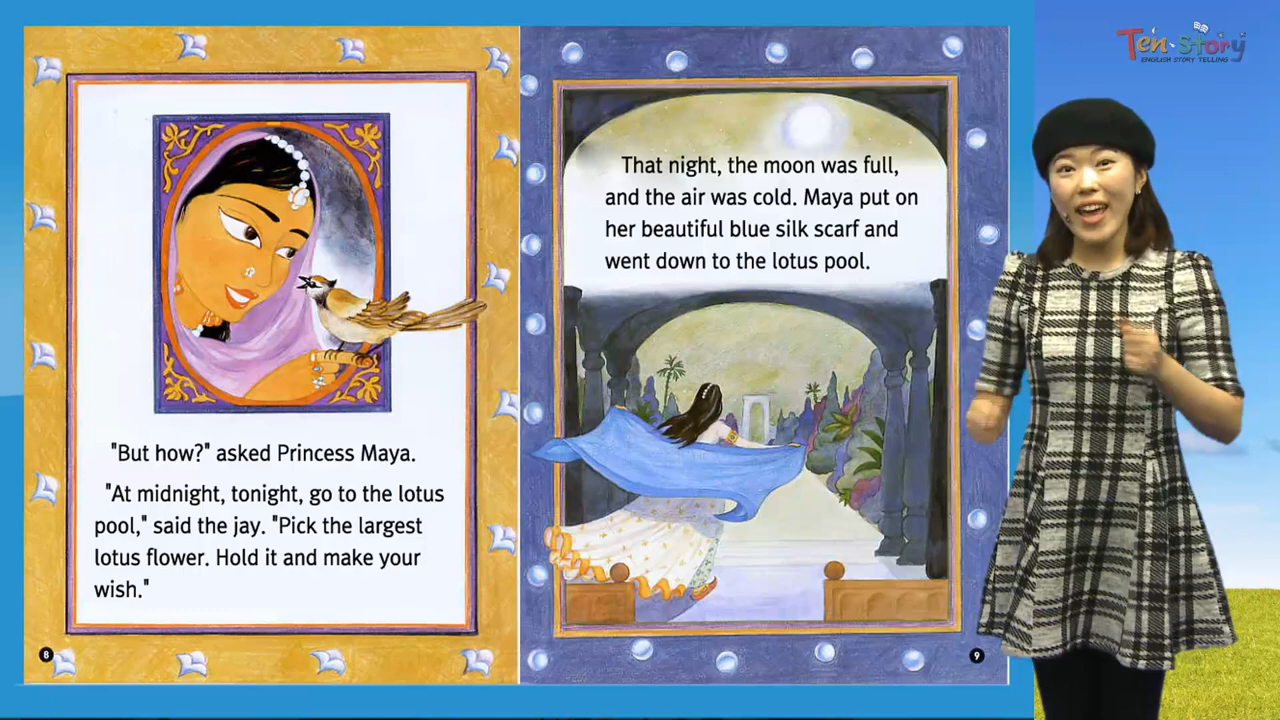 "But how?" asked Princess Maya.
"At midnight, tonight, go to the lotus
pool," said the jay. "Pick the largest
lotus flower. Hold it and make your
wish."
8
That night, the moon was full,
and the air was cold. Maya put on
her beautiful blue silk scarf and
went down to the lotus pool.
9
Ten Story
ENGLISH STORY TELLING